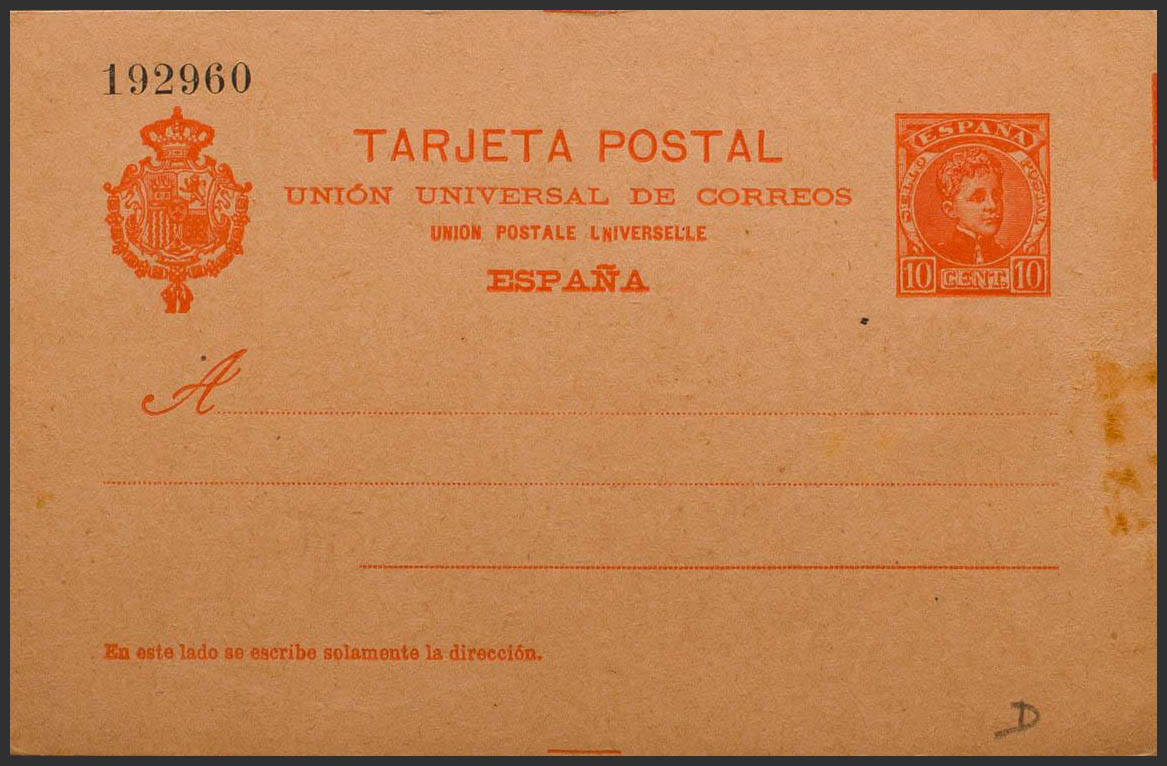 192960
TARJETA POSTAL
UNIÓN UNIVERSAL DE CORREOS
UNION POSTALE LNIVERSELLE
ESPAÑA
ESPAÑA
SELLO POSTAL
10 CENT. 10
A
En este lado se escribe solamente la dirección.
D